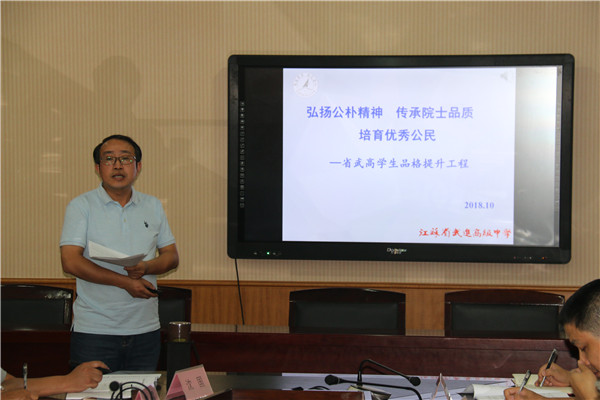 弘扬公朴精神 传承院士品质
培育优秀公民
—省武高学生品格提升工程
2018.10
江苏省武进高级中学